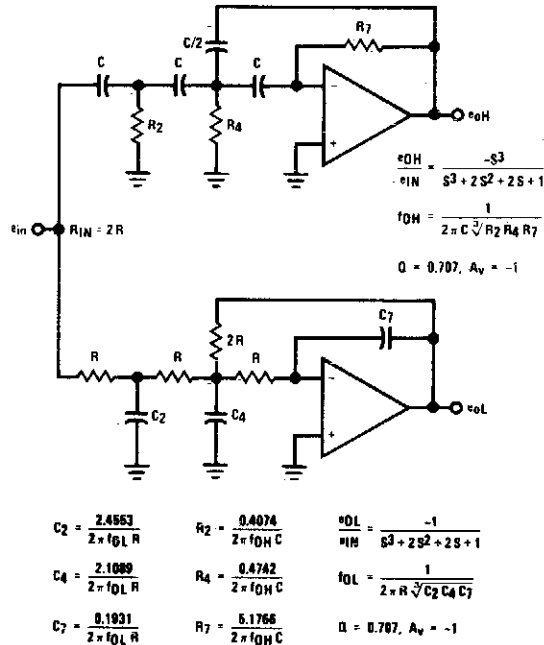 C/2
R7
C
C
C
R2
R4
−
+
eoH
eOH/eIN = −S³/(S³ + 2S² + 2S + 1)
fOH = 1/(2π C ∛(R2 R4 R7))
Q = 0.707, Av = −1
ein
RIN = 2R
2R
C7
R
R
R
C2
C4
−
+
eoL
C2 = 2.4553/(2π fOL R)
R2 = 0.4074/(2π fOH C)
eOL/eIN = −1/(S³ + 2S² + 2S + 1)
C4 = 2.1089/(2π fOL R)
R4 = 0.4742/(2π fOH C)
fOL = 1/(2π R ∛(C2 C4 C7))
C7 = 0.1931/(2π fOL R)
R7 = 5.1766/(2π fOH C)
Q = 0.707, Av = −1